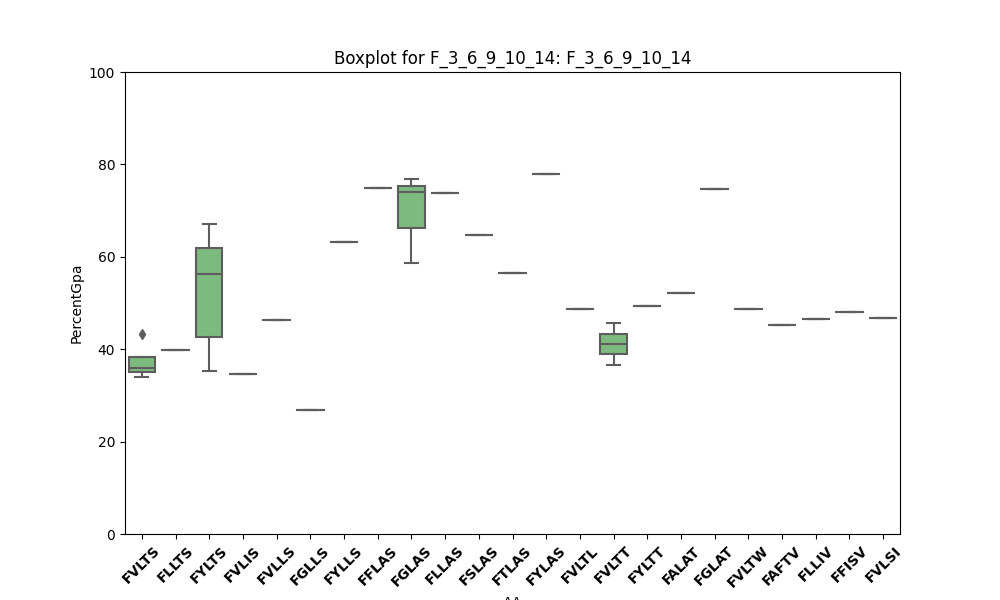 Boxplot for F_3_6_9_10_14: F_3_6_9_10_14
100
80
60
40
20
0
PercentGpa
FVLTS
FLLTS
FYLTS
FVLIS
FVLLS
FGLLS
FYLLS
FFLAS
FGLAS
FLLAS
FSLAS
FTLAS
FYLAS
FVLTL
FVLTT
FYLTT
FALAT
FGLAT
FVLTW
FAFTV
FLLIV
FFISV
FVLSI